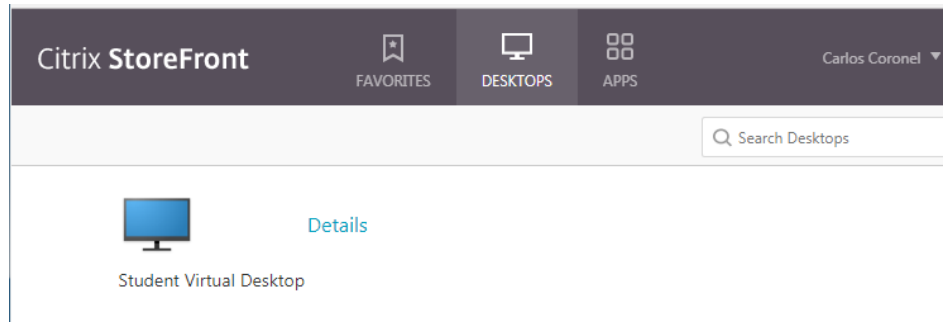 Citrix StoreFront
FAVORITES
DESKTOPS
APPS
Carlos Coronel
Search Desktops
Details
Student Virtual Desktop